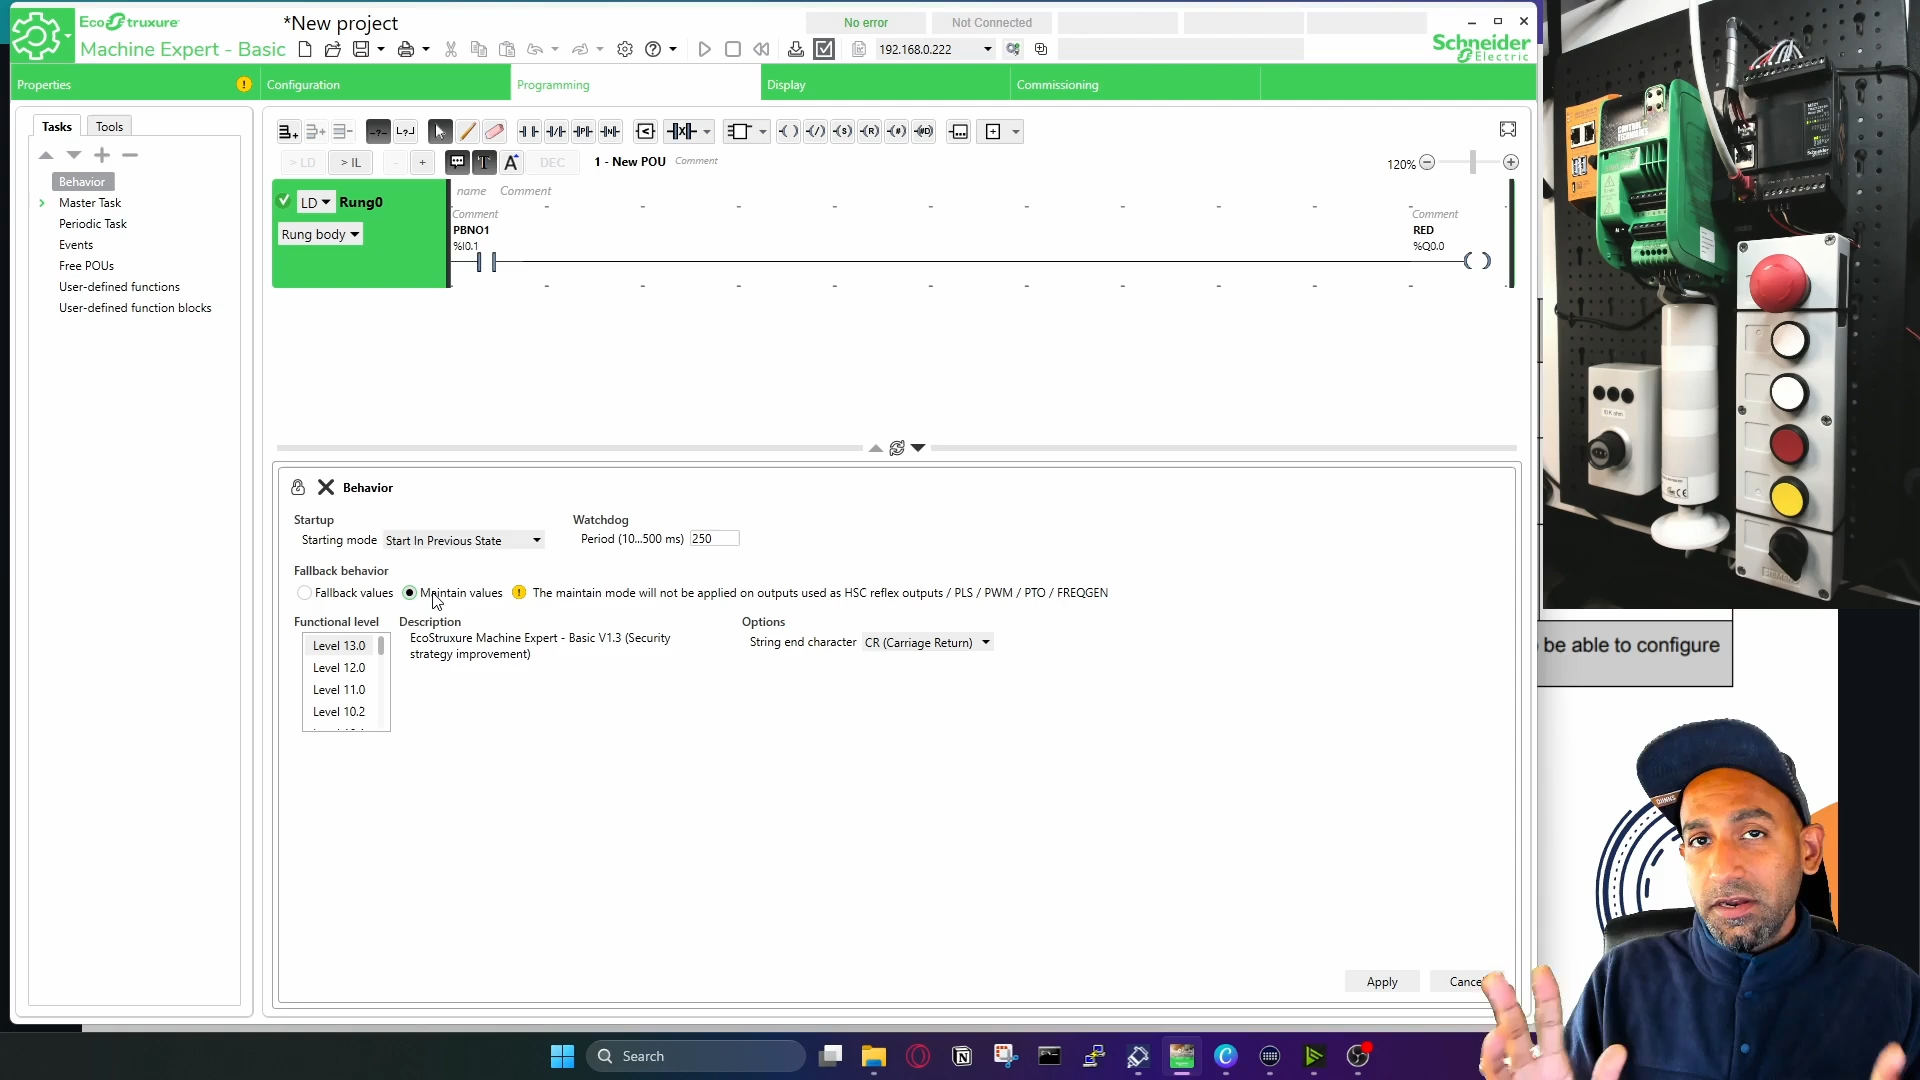 EcoStruxure
Machine Expert - Basic
*New project
No error
Not Connected
192.168.0.222
Schneider
Electric
Properties
Configuration
Programming
Display
Commissioning
Tasks
Tools
Behavior
Master Task
Periodic Task
Events
Free POUs
User-defined functions
User-defined function blocks
> LD
> IL
-
+
T
A
DEC
1 - New POU
Comment
120%
LD
Rung0
Rung body
name Comment
Comment
PBNO1
%I0.1
Comment
RED
%Q0.0
Behavior
Startup
Starting mode
Start In Previous State
Watchdog
Period (10...500 ms)
250
Fallback behavior
Fallback values
Maintain values
The maintain mode will not be applied on outputs used as HSC reflex outputs / PLS / PWM / PTO / FREQGEN
Functional level
Level 13.0
Level 12.0
Level 11.0
Level 10.2
Description
EcoStruxure Machine Expert - Basic V1.3 (Security
strategy improvement)
Options
String end character
CR (Carriage Return)
Apply
Cancel
be able to configure
Search